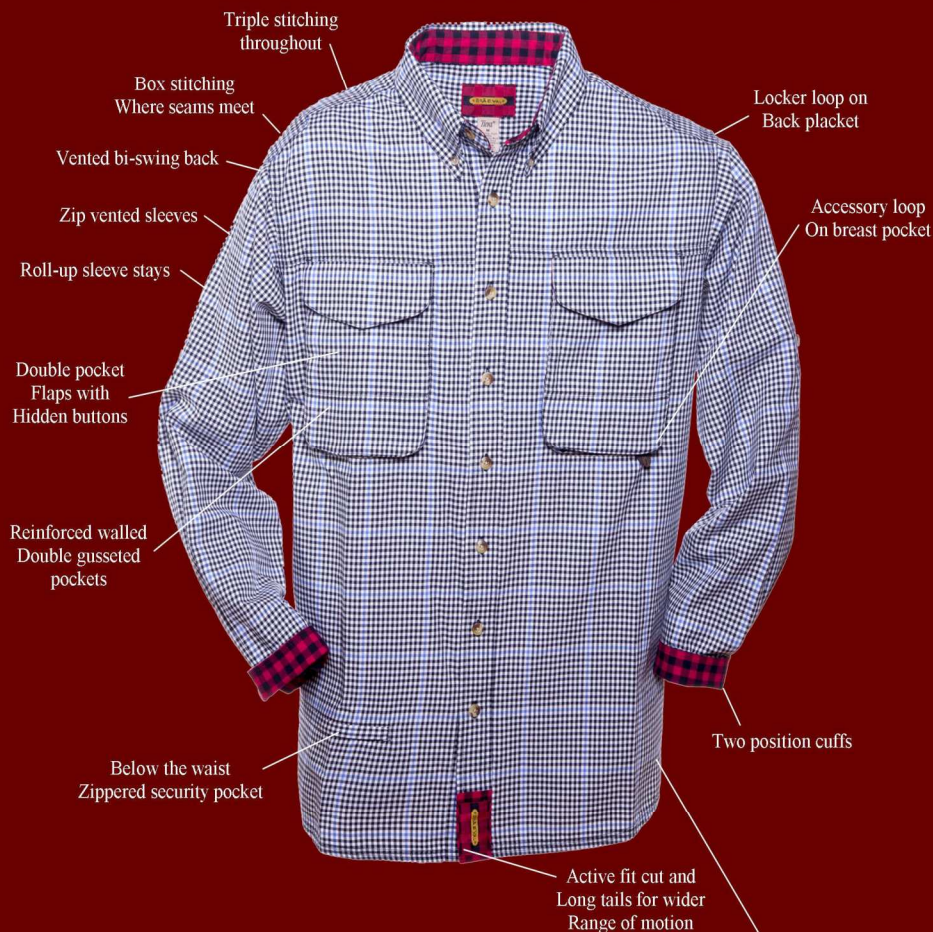 Triple stitching
throughout
Box stitching
Where seams meet
Locker loop on
Back placket
Vented bi-swing back
Zip vented sleeves
Accessory loop
On breast pocket
Roll-up sleeve stays
Double pocket
Flaps with
Hidden buttons
Reinforced walled
Double gusseted
pockets
Two position cuffs
Below the waist
Zippered security pocket
Active fit cut and
Long tails for wider
Range of motion